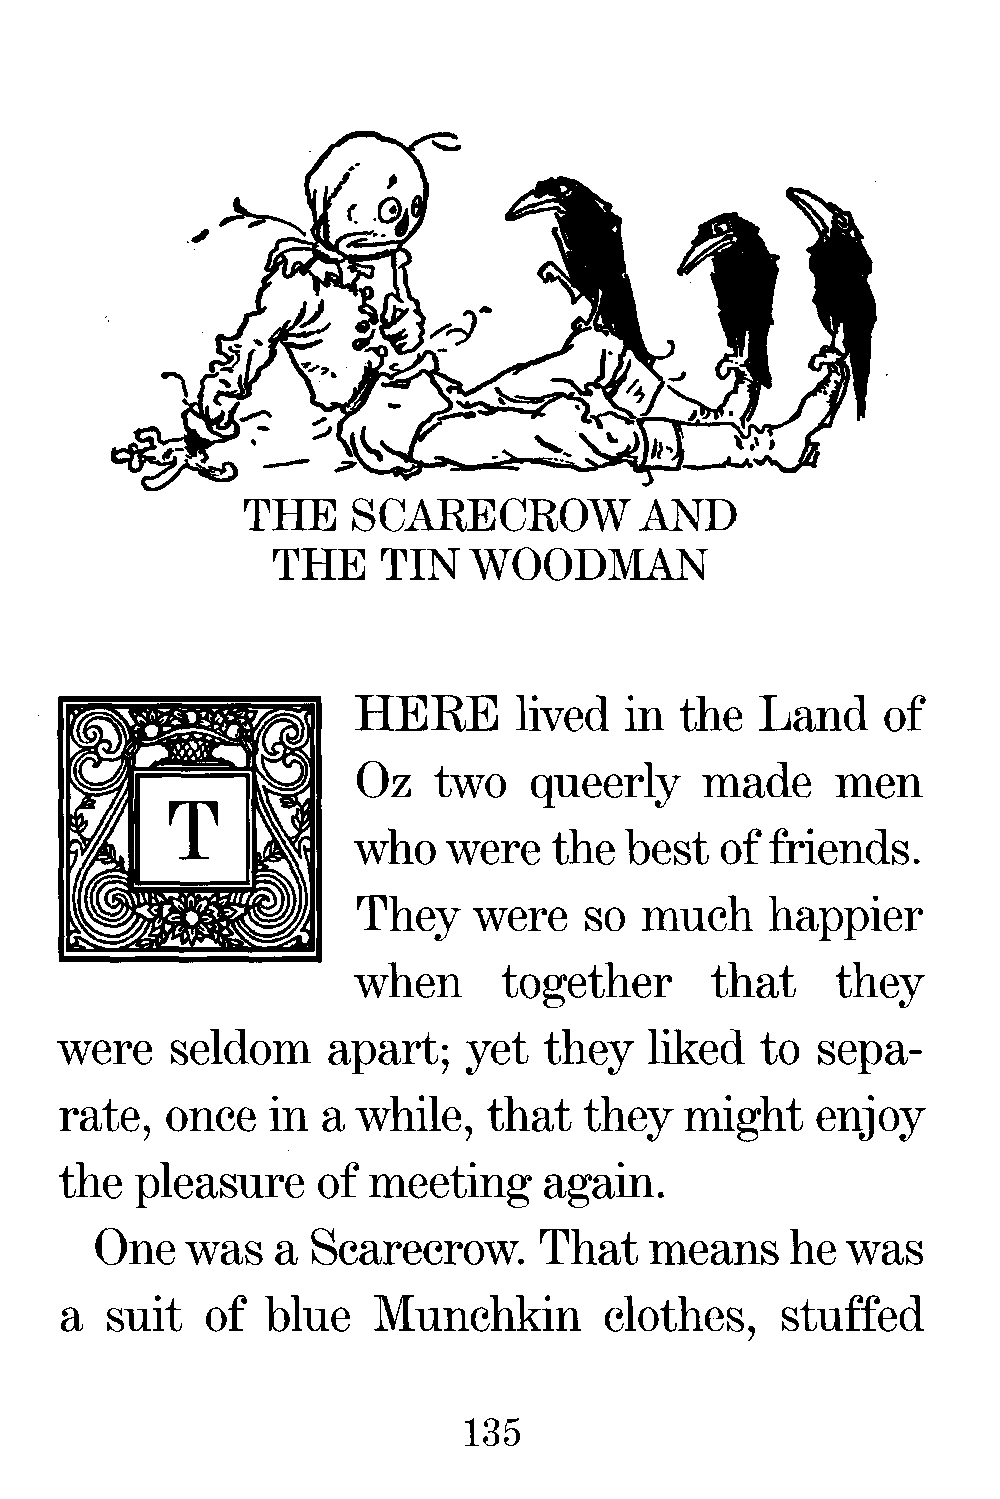 THE SCARECROW AND
THE TIN WOODMAN
THERE lived in the Land of
Oz two queerly made men
who were the best of friends.
They were so much happier
when together that they
were seldom apart; yet they liked to sepa-
rate, once in a while, that they might enjoy
the pleasure of meeting again.
One was a Scarecrow. That means he was
a suit of blue Munchkin clothes, stuffed
135